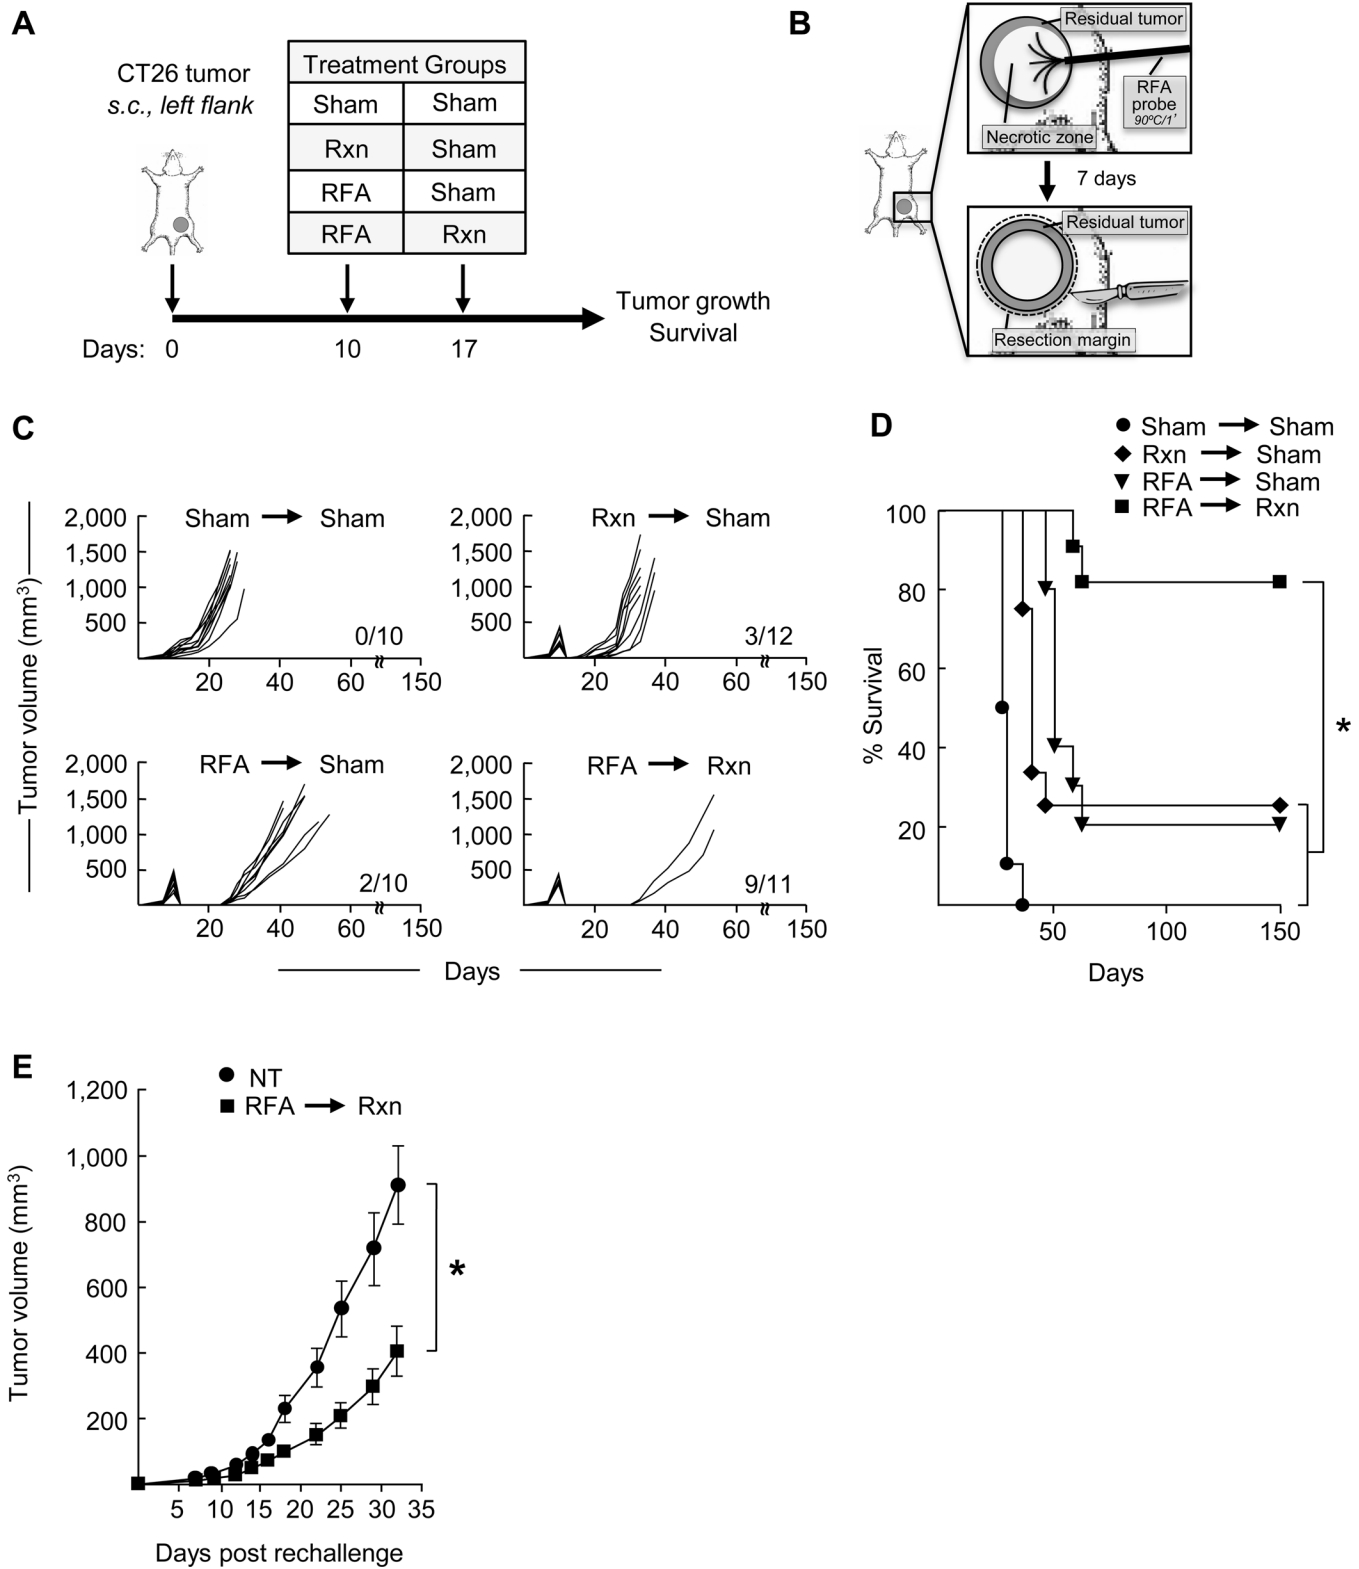 A
CT26 tumor
s.c., left flank
Treatment Groups
Sham Sham
Rxn Sham
RFA Sham
RFA Rxn
Tumor growth
Survival
Days: 0 10 17
B
Residual tumor
RFA
probe
90ºC/1’
Necrotic zone
7 days
Residual tumor
Resection margin
C
Tumor volume (mm³)
Sham → Sham
2,000
1,500
1,000
500
0/10
20 40 60 150
Rxn → Sham
2,000
1,500
1,000
500
3/12
20 40 60 150
RFA → Sham
2,000
1,500
1,000
500
2/10
20 40 60 150
RFA → Rxn
2,000
1,500
1,000
500
9/11
20 40 60 150
Days
D
Sham → Sham
Rxn → Sham
RFA → Sham
RFA → Rxn
% Survival
100
80
60
40
20
50 100 150
Days
*
E
NT
RFA → Rxn
Tumor volume (mm³)
1,200
1,000
800
600
400
200
*
5 10 15 20 25 30 35
Days post rechallenge